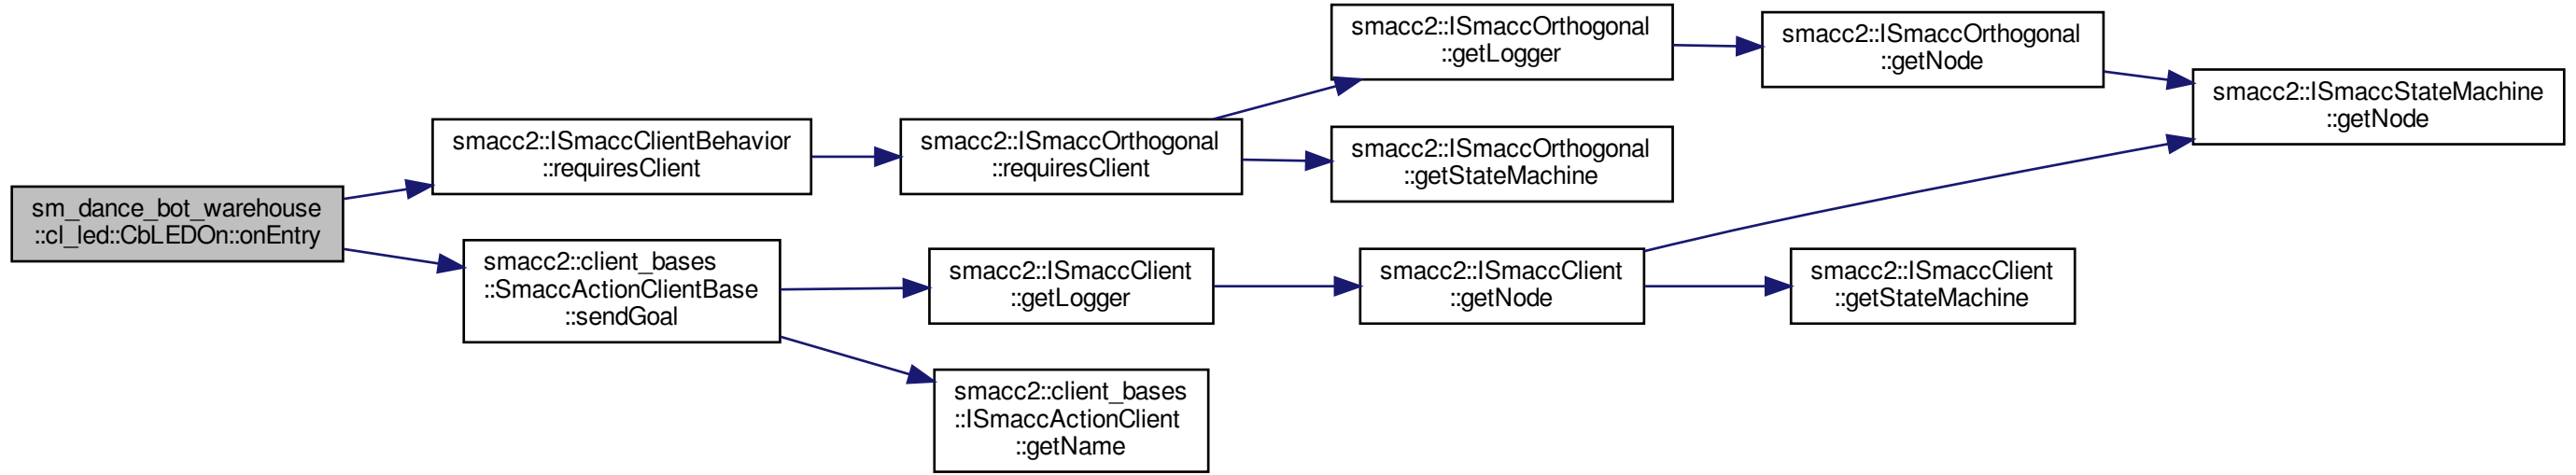 sm_dance_bot_warehouse
::cl_led::CbLEDOn::onEntry
smacc2::ISmaccClientBehavior
::requiresClient
smacc2::ISmaccOrthogonal
::requiresClient
smacc2::ISmaccOrthogonal
::getLogger
smacc2::ISmaccOrthogonal
::getNode
smacc2::ISmaccStateMachine
::getNode
smacc2::ISmaccOrthogonal
::getStateMachine
smacc2::client_bases
::SmaccActionClientBase
::sendGoal
smacc2::ISmaccClient
::getLogger
smacc2::ISmaccClient
::getNode
smacc2::ISmaccClient
::getStateMachine
smacc2::client_bases
::ISmaccActionClient
::getName